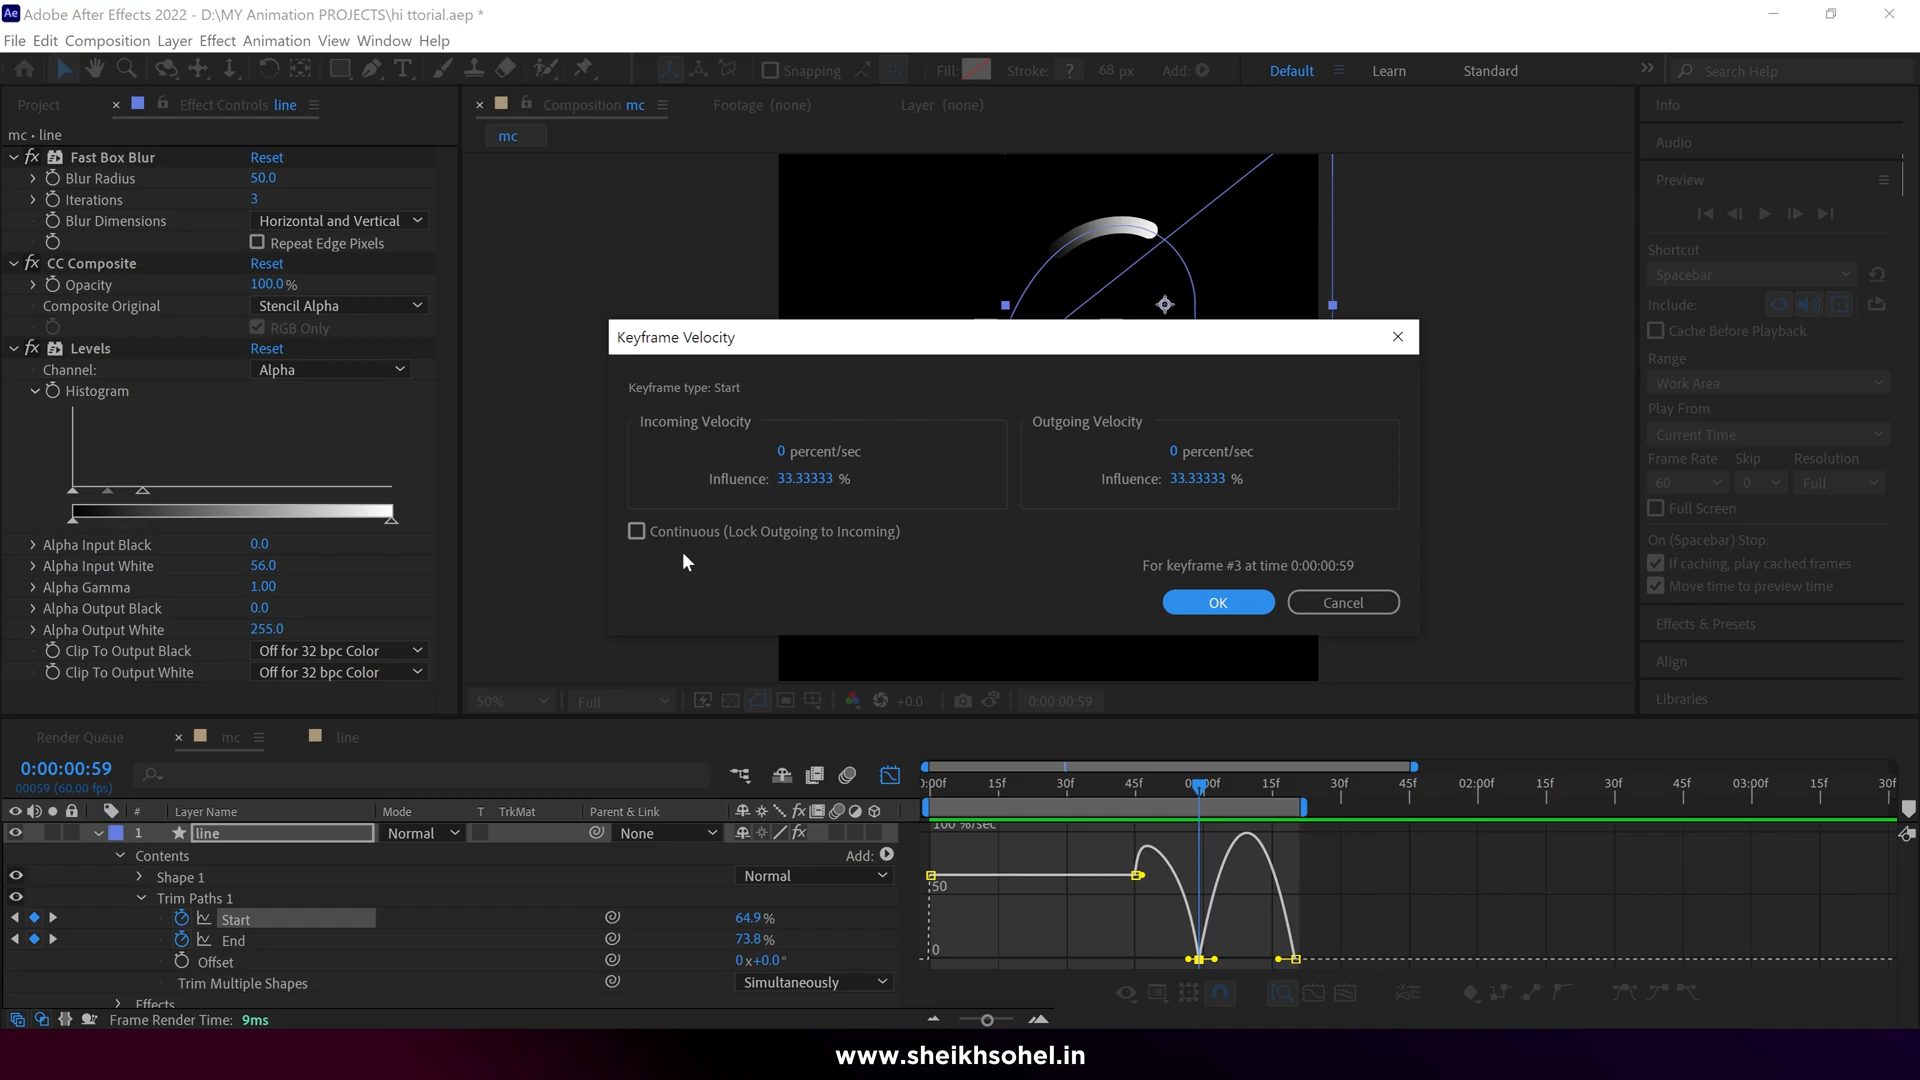 Adobe After Effects 2022 - D:\MY Animation PROJECTS\hi ttorial.aep *
File Edit Composition Layer Effect Animation View Window Help
Snapping Fill: Stroke: ? 68 px Add: Default Learn Standard Search Help
Project Effect Controls line Composition mc Footage (none) Layer (none) Info
mc • line mc
Audio
fx Fast Box Blur Reset
Blur Radius 50.0
Iterations 3
Blur Dimensions Horizontal and Vertical
Repeat Edge Pixels
fx CC Composite Reset
Opacity 100.0 %
Composite Original Stencil Alpha
RGB Only
fx Levels Reset
Channel: Alpha
Histogram
Alpha Input Black 0.0
Alpha Input White 56.0
Alpha Gamma 1.00
Alpha Output Black 0.0
Alpha Output White 255.0
Clip To Output Black Off for 32 bpc Color
Clip To Output White Off for 32 bpc Color
Keyframe Velocity
Keyframe type: Start
Incoming Velocity Outgoing Velocity
0 percent/sec 0 percent/sec
Influence: 33.33333 % Influence: 33.33333 %
Continuous (Lock Outgoing to Incoming)
For keyframe #3 at time 0:00:00:59
OK Cancel
Preview
Shortcut
Spacebar
Include:
Cache Before Playback
Range
Work Area
Play From
Current Time
Frame Rate Skip Resolution
60 0 Full
Full Screen
On (Spacebar) Stop:
If caching, play cached frames
Move time to preview time
Effects & Presets
Align
Libraries
50% Full +0.0 0:00:00:59
Render Queue mc line
0:00:00:59
00059 (60.00 fps)
0:00f 15f 30f 45f 0 00f 15f 30f 45f 02:00f 15f 30f 45f 03:00f 15f 30f
# Layer Name Mode T TrkMat Parent & Link fx
1 line Normal None fx
100 %/sec
50
0
Contents Add:
Shape 1 Normal
Trim Paths 1
Start 64.9 %
End 73.8 %
Offset 0 x+0.0 °
Trim Multiple Shapes Simultaneously
Effects
Frame Render Time: 9ms
www.sheikhsohel.in